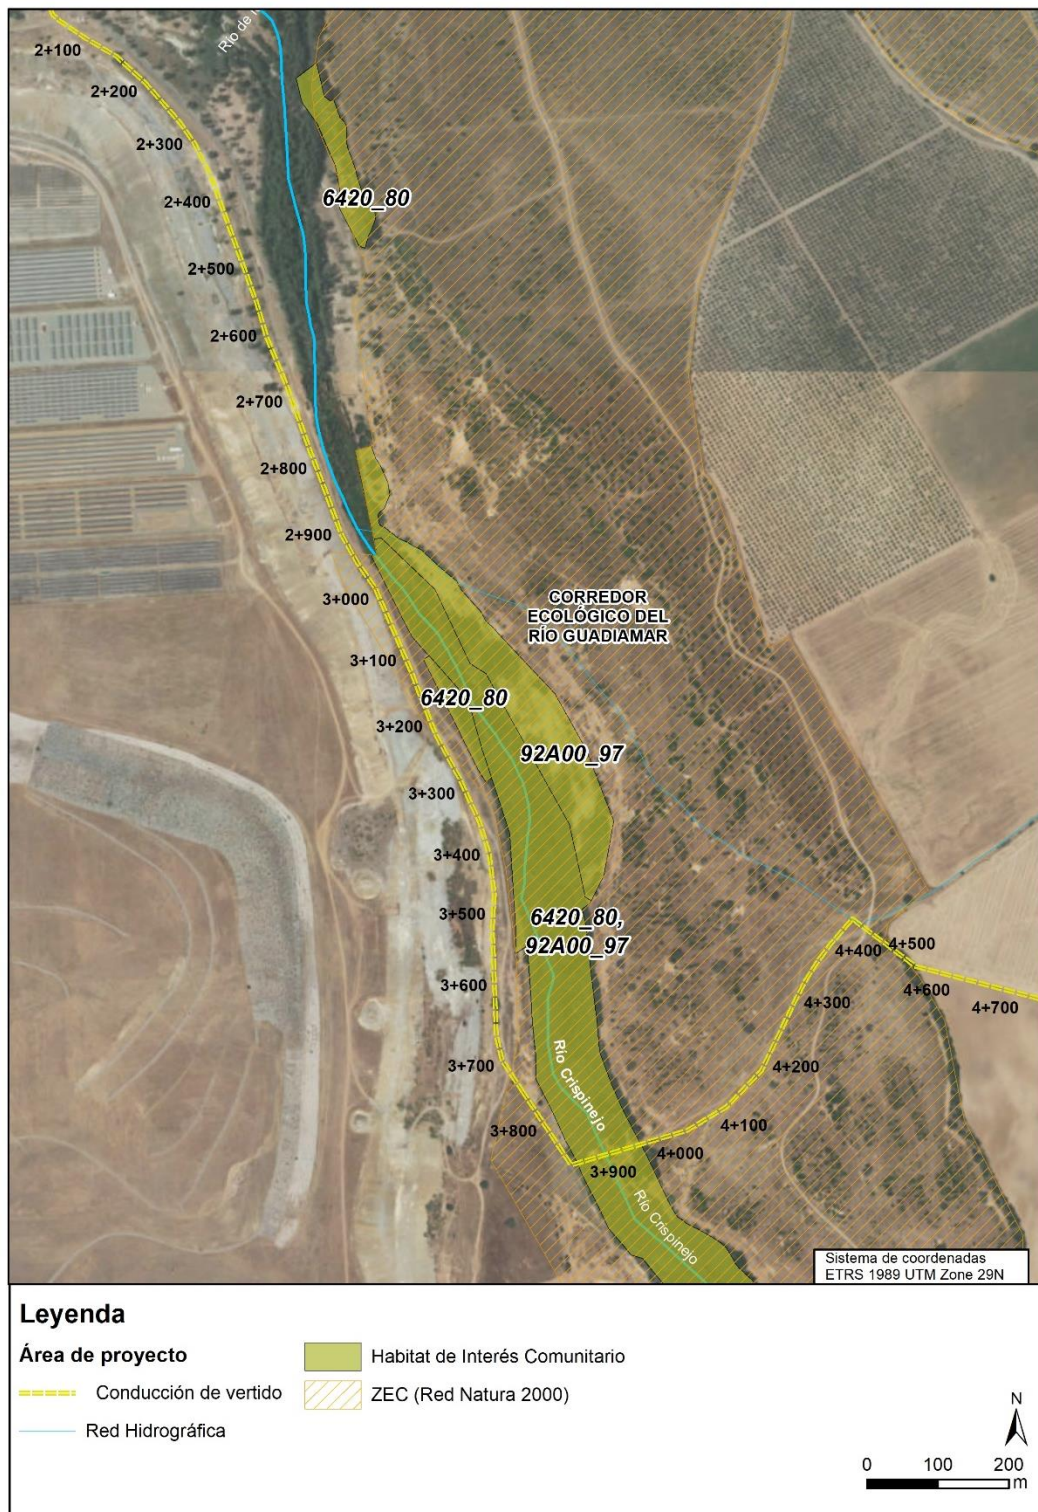 Río de
2+100
2+200
2+300
2+400
6420_80
2+500
2+600
2+700
2+800
2+900
3+000
CORREDOR
ECOLÓGICO DEL
RÍO GUADIAMAR
3+100
6420_80
3+200
92A00_97
3+300
3+400
3+500
6420_80,
92A00_97
4+500
4+400
4+600
3+600
4+300
4+700
3+700
Río Crispinejo
4+200
3+800
4+100
4+000
3+900
Río Crispinejo
Sistema de coordenadas
ETRS 1989 UTM Zone 29N
Leyenda
Área de proyecto
Conducción de vertido
Red Hidrográfica
Habitat de Interés Comunitario
ZEC (Red Natura 2000)
N
0 100 200
m